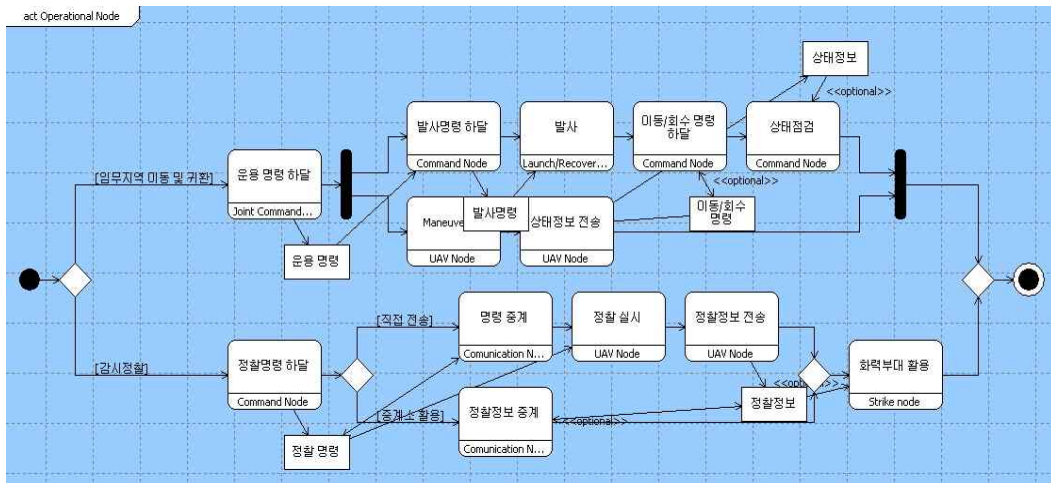 act Operational Node
상태정보
<<optional>>
발사명령 하달
Command Node
발사
Launch/Recover...
이동/회수 명령
하달
Command Node
상태점검
Command Node
[임무지역 이동 및 귀환]
운용 명령 하달
Joint Command...
<<optional>>
발사명령
이동/회수
명령
Maneuve
UAV Node
상태정보 전송
UAV Node
운용 명령
[직접 전송]
명령 중계
Comunication N...
정찰 실시
UAV Node
정찰정보 전송
UAV Node
[감시정찰]
정찰명령 하달
Command Node
화력부대 활용
Strike node
정찰정보
[중계소 활용]
정찰정보 중계
Comunication N...
<<optional>>
정찰 명령